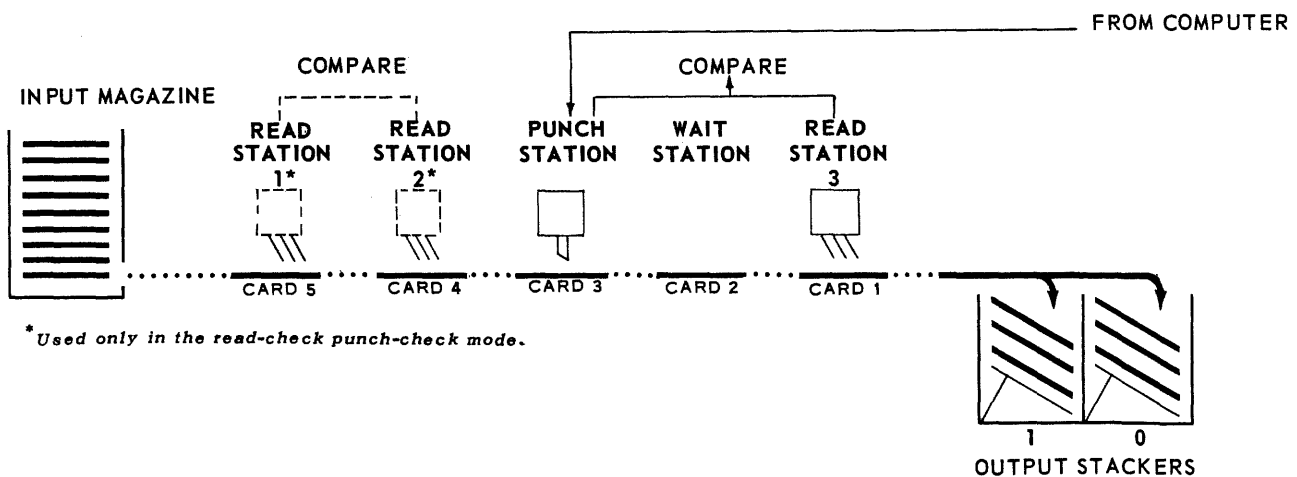 FROM COMPUTER
COMPARE
COMPARE
INPUT MAGAZINE
READ STATION 1*
READ STATION 2*
PUNCH STATION
WAIT STATION
READ STATION 3
CARD 5
CARD 4
CARD 3
CARD 2
CARD 1
*Used only in the read-check punch-check mode.
1
0
OUTPUT STACKERS